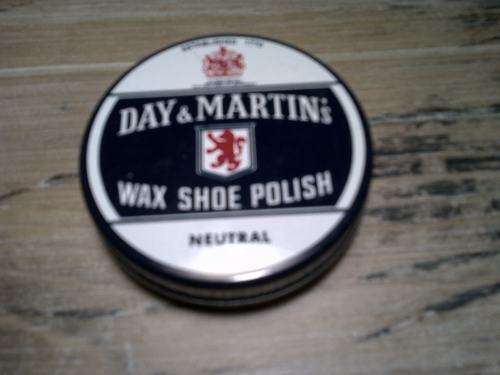 DAY & MARTIN'S
WAX SHOE POLISH
NEUTRAL